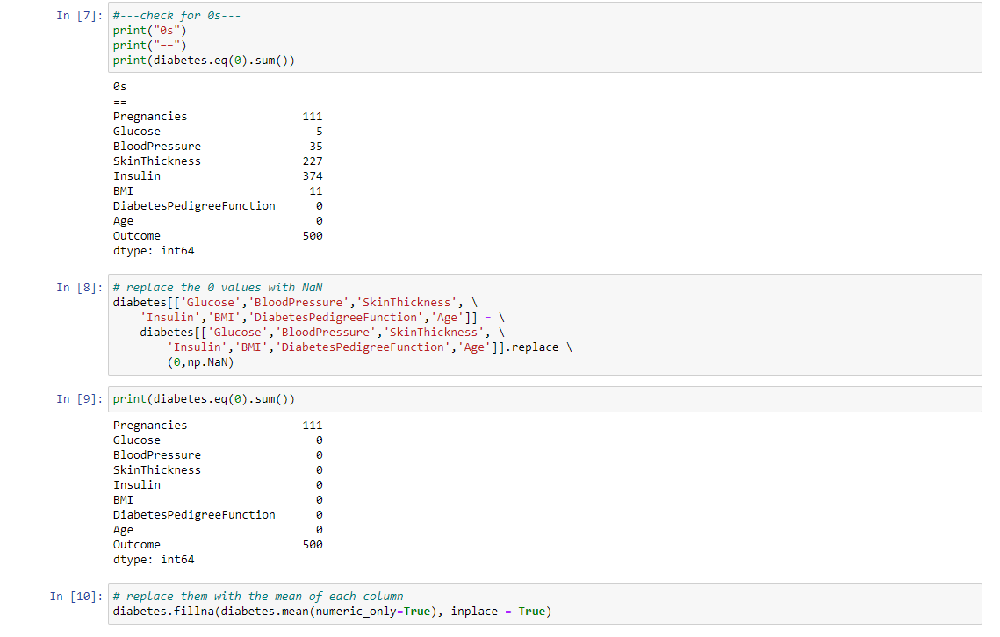 In [7]: #---check for 0s---
print("0s")
print("==")
print(diabetes.eq(0).sum())
0s
==
Pregnancies                 111
Glucose                       5
BloodPressure                35
SkinThickness               227
Insulin                     374
BMI                          11
DiabetesPedigreeFunction      0
Age                           0
Outcome                     500
dtype: int64
In [8]: # replace the 0 values with NaN
diabetes[['Glucose','BloodPressure','SkinThickness', \
    'Insulin','BMI','DiabetesPedigreeFunction','Age']] = \
    diabetes[['Glucose','BloodPressure','SkinThickness', \
        'Insulin','BMI','DiabetesPedigreeFunction','Age']].replace \
        (0,np.NaN)
In [9]: print(diabetes.eq(0).sum())
Pregnancies                 111
Glucose                       0
BloodPressure                 0
SkinThickness                 0
Insulin                       0
BMI                           0
DiabetesPedigreeFunction      0
Age                           0
Outcome                     500
dtype: int64
In [10]: # replace them with the mean of each column
diabetes.fillna(diabetes.mean(numeric_only=True), inplace = True)